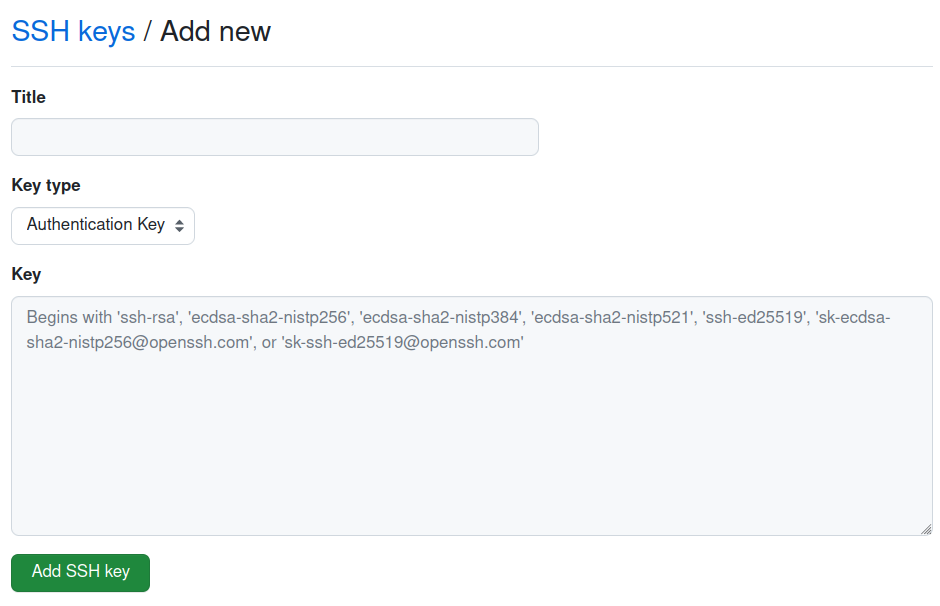 SSH keys / Add new
Title
Key type
Authentication Key
Key
Begins with 'ssh-rsa', 'ecdsa-sha2-nistp256', 'ecdsa-sha2-nistp384', 'ecdsa-sha2-nistp521', 'ssh-ed25519', 'sk-ecdsa-
sha2-nistp256@openssh.com', or 'sk-ssh-ed25519@openssh.com'
Add SSH key